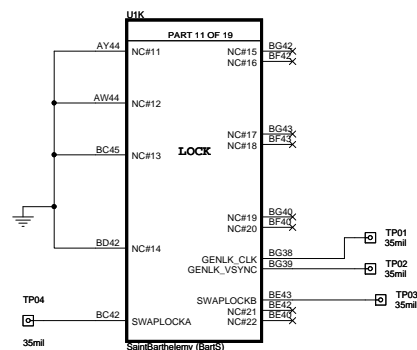 U1K
PART 11 OF 19
AY44 NC#11 NC#15 BG42
NC#16 BF42
AW44 NC#12
NC#17 BG43
BC45 NC#13 LOCK NC#18 BF43
NC#19 BG40
NC#20 BF40
BD42 NC#14
GENLK_CLK BG38 TP01
35mil
GENLK_VSYNC BG39 TP02
35mil
SWAPLOCKB BE43 TP03
35mil
NC#21 BE42
TP04
35mil
BC42 SWAPLOCKA NC#22 BE40
SaintBarthelemy (BartS)